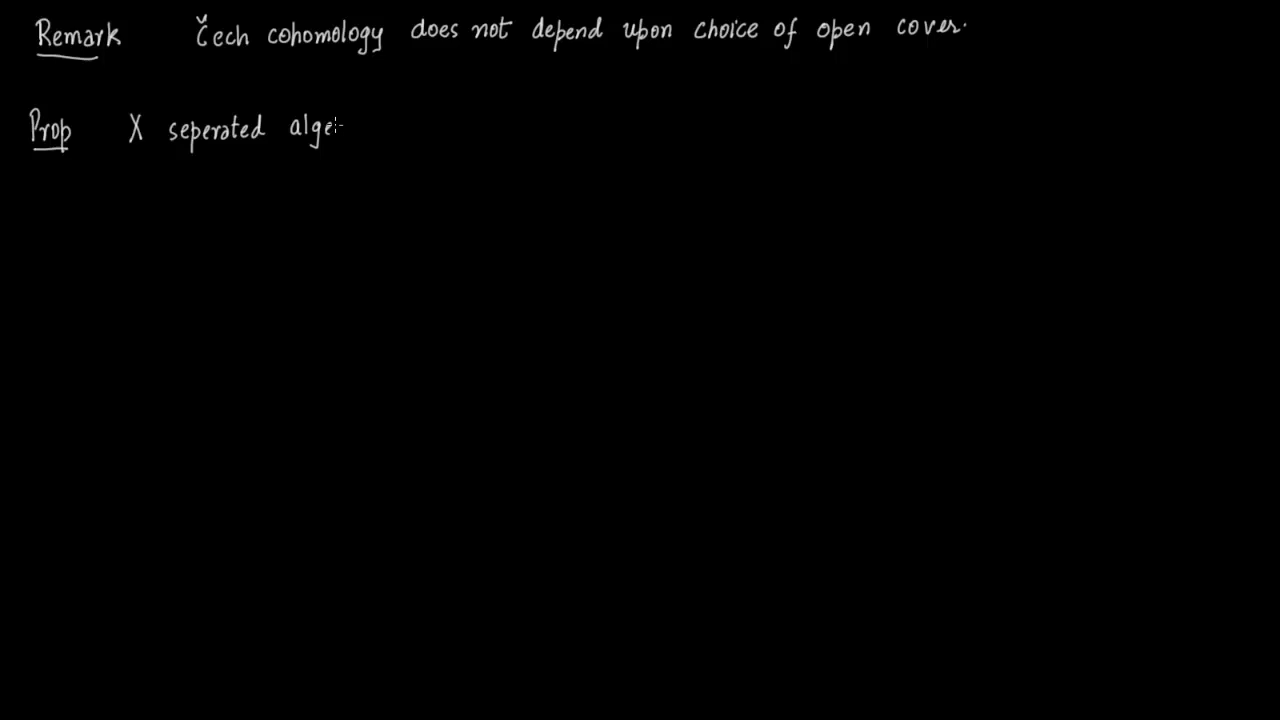 Remark Čech cohomology does not depend upon choice of open cover.
Prop X seperated alge